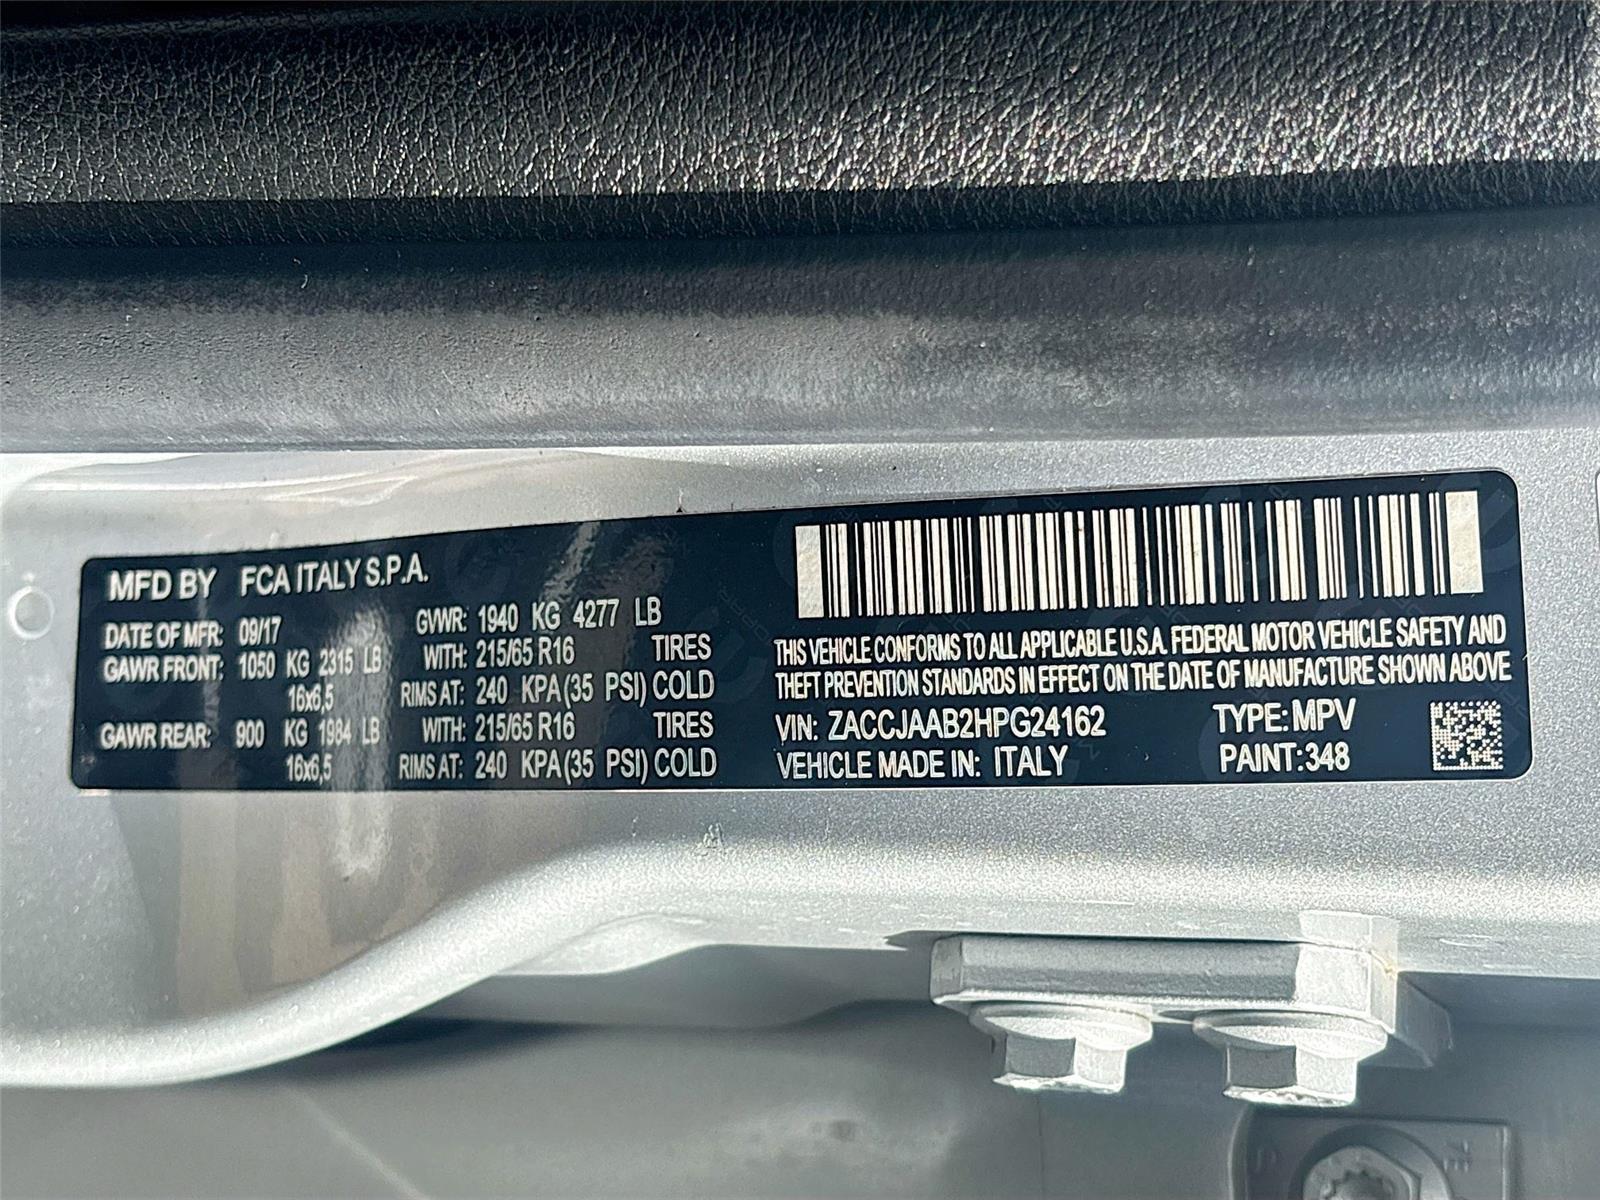 MFD BY FCA ITALY S.P.A.
DATE OF MFR: 09/17 GVWR: 1940 KG 4277 LB
GAWR FRONT: 1050 KG 2315 LB WITH: 215/65 R16 TIRES
16x6,5 RIMS AT: 240 KPA(35 PSI) COLD
GAWR REAR: 900 KG 1984 LB WITH: 215/65 R16 TIRES
16x6,5 RIMS AT: 240 KPA(35 PSI) COLD
THIS VEHICLE CONFORMS TO ALL APPLICABLE U.S.A. FEDERAL MOTOR VEHICLE SAFETY AND
THEFT PREVENTION STANDARDS IN EFFECT ON THE DATE OF MANUFACTURE SHOWN ABOVE
VIN: ZACCJAAB2HPG24162 TYPE: MPV
VEHICLE MADE IN: ITALY PAINT: 348